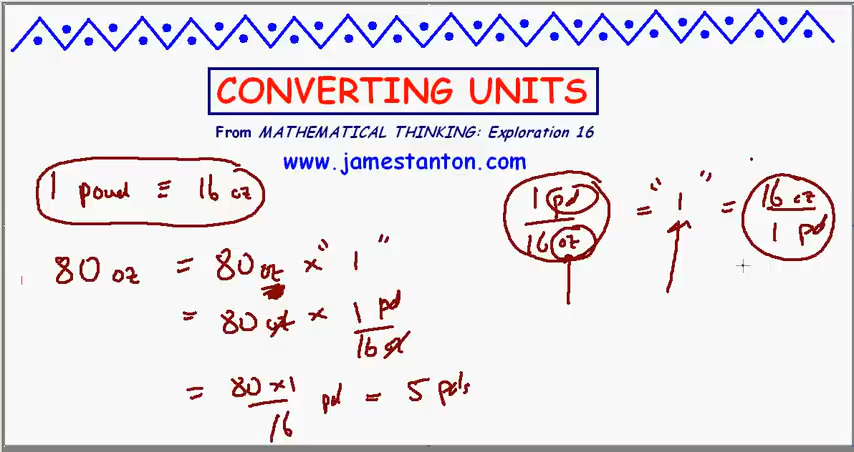 CONVERTING UNITS
From MATHEMATICAL THINKING: Exploration 16
www.jamestanton.com
1 pound ≡ 16 oz
1 pd / 16 oz = "1" = 16 oz / 1 pd
80 oz = 80 oz × "1"
= 80 oz × 1 pd / 16 oz
= 80 × 1 / 16 pd = 5 pds